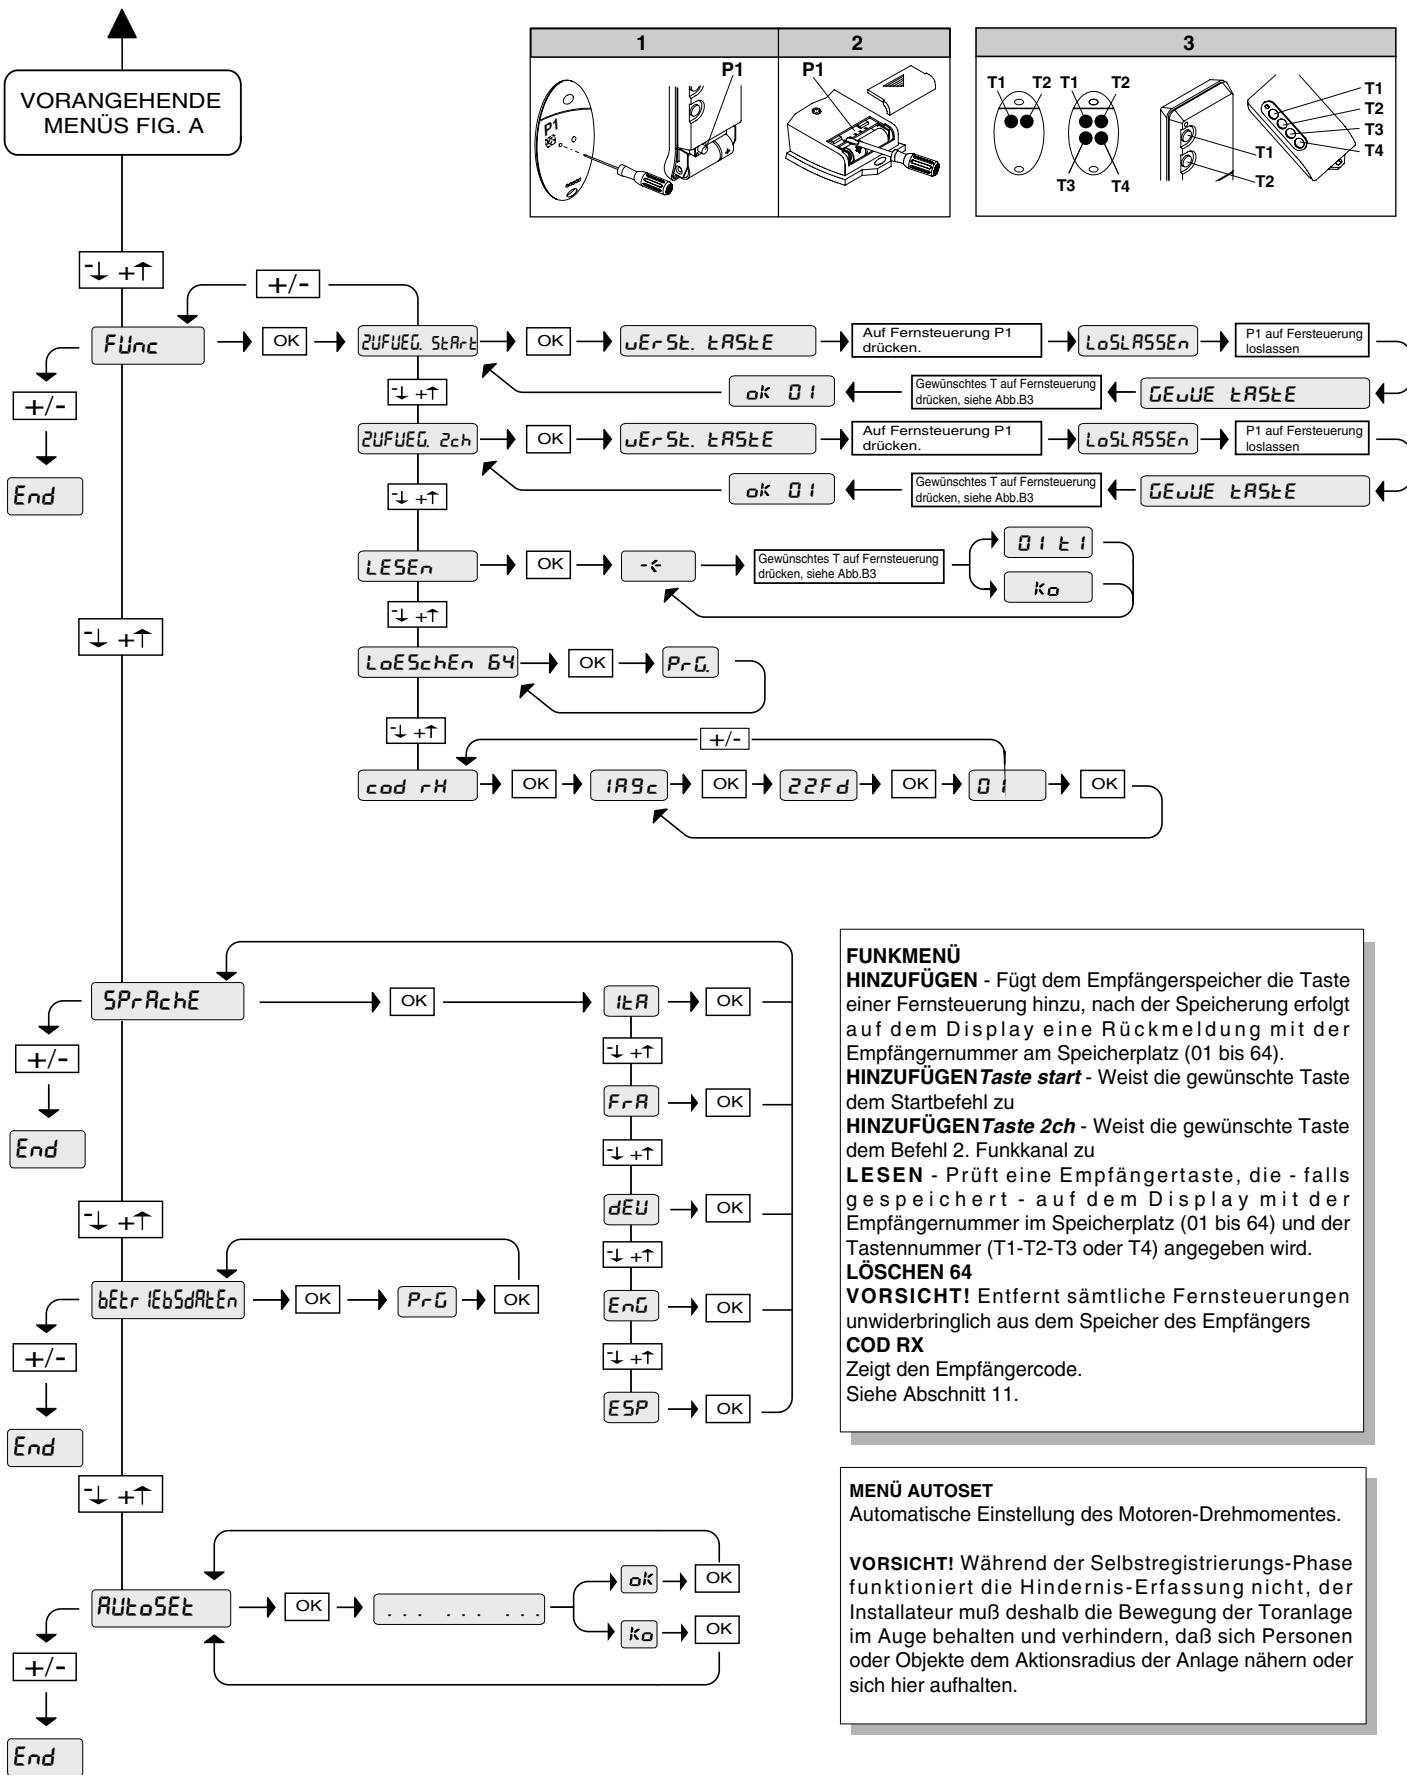 VORANGEHENDE
MENÜS FIG. A
1
2
3
P1
P1
P1
T1
T2
T1
T2
T3
T4
T1
T2
T1
T2
T3
T4
-↓ +↑
+/-
FUnc
OK
ZUFUEG. StArt
OK
vErSt. tAStE
Auf Fernsteuerung P1
drücken.
LoSLASSEn
P1 auf Fersteuerung
loslassen
+/-
-↓ +↑
oK 01
Gewünschtes T auf Fernsteuerung
drücken, siehe Abb.B3
GEvUE tAStE
ZUFUEG. 2ch
OK
vErSt. tAStE
Auf Fernsteuerung P1
drücken.
LoSLASSEn
P1 auf Fersteuerung
loslassen
End
-↓ +↑
oK 01
Gewünschtes T auf Fernsteuerung
drücken, siehe Abb.B3
GEvUE tAStE
LESEn
OK
-<-
Gewünschtes T auf Fernsteuerung
drücken, siehe Abb.B3
01 t1
Ko
-↓ +↑
-↓ +↑
LoESchEn 64
OK
PrG.
-↓ +↑
+/-
cod rH
OK
1A9c
OK
22Fd
OK
01
OK
SPrAchE
OK
ItA
OK
+/-
End
-↓ +↑
FrA
OK
-↓ +↑
dEU
OK
-↓ +↑
-↓ +↑
bEtrIEbSdAtEn
OK
PrG
OK
EnG
OK
+/-
End
-↓ +↑
ESP
OK
-↓ +↑
AUtoSEt
OK
... ... ...
oK
OK
Ko
OK
+/-
End
FUNKMENÜ
HINZUFÜGEN - Fügt dem Empfängerspeicher die Taste
einer Fernsteuerung hinzu, nach der Speicherung erfolgt
auf dem Display eine Rückmeldung mit der
Empfängernummer am Speicherplatz (01 bis 64).
HINZUFÜGEN Taste start - Weist die gewünschte Taste
dem Startbefehl zu
HINZUFÜGEN Taste 2ch - Weist die gewünschte Taste
dem Befehl 2. Funkkanal zu
LESEN - Prüft eine Empfängertaste, die - falls
gespeichert - auf dem Display mit der
Empfängernummer im Speicherplatz (01 bis 64) und der
Tastennummer (T1-T2-T3 oder T4) angegeben wird.
LÖSCHEN 64
VORSICHT! Entfernt sämtliche Fernsteuerungen
unwiderbringlich aus dem Speicher des Empfängers
COD RX
Zeigt den Empfängercode.
Siehe Abschnitt 11.
MENÜ AUTOSET
Automatische Einstellung des Motoren-Drehmomentes.
VORSICHT! Während der Selbstregistrierungs-Phase
funktioniert die Hindernis-Erfassung nicht, der
Installateur muß deshalb die Bewegung der Toranlage
im Auge behalten und verhindern, daß sich Personen
oder Objekte dem Aktionsradius der Anlage nähern oder
sich hier aufhalten.